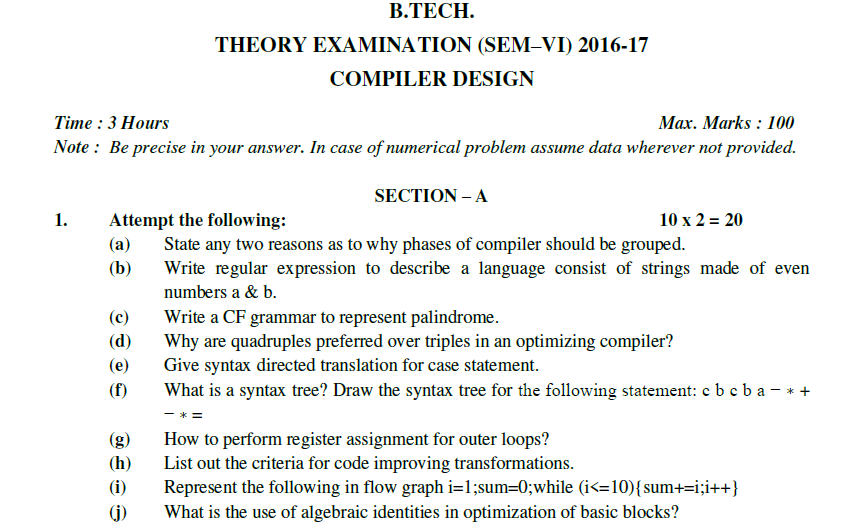 B.TECH.
THEORY EXAMINATION (SEM–VI) 2016-17
COMPILER DESIGN
Time : 3 Hours Max. Marks : 100
Note : Be precise in your answer. In case of numerical problem assume data wherever not provided.
SECTION – A
1. Attempt the following: 10 x 2 = 20
(a) State any two reasons as to why phases of compiler should be grouped.
(b) Write regular expression to describe a language consist of strings made of even
numbers a & b.
(c) Write a CF grammar to represent palindrome.
(d) Why are quadruples preferred over triples in an optimizing compiler?
(e) Give syntax directed translation for case statement.
(f) What is a syntax tree? Draw the syntax tree for the following statement: c b c b a − * +
− * =
(g) How to perform register assignment for outer loops?
(h) List out the criteria for code improving transformations.
(i) Represent the following in flow graph i=1;sum=0;while (i<=10){sum+=i;i++}
(j) What is the use of algebraic identities in optimization of basic blocks?